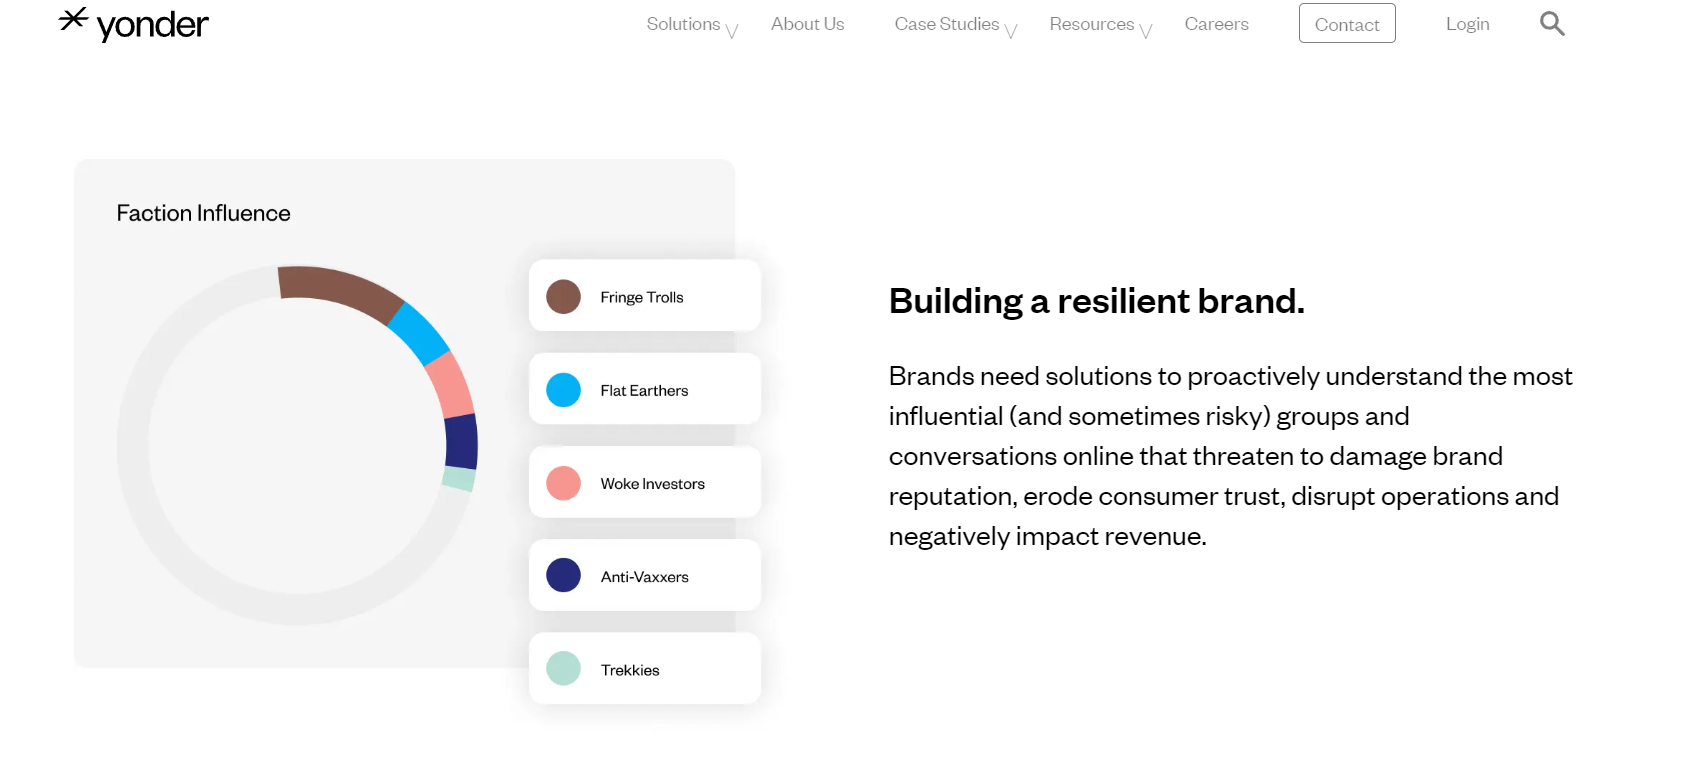 yonder
Solutions
About Us
Case Studies
Resources
Careers
Contact
Login
Faction Influence
Fringe Trolls
Flat Earthers
Woke Investors
Anti-Vaxxers
Trekkies
Building a resilient brand.
Brands need solutions to proactively understand the most
influential (and sometimes risky) groups and
conversations online that threaten to damage brand
reputation, erode consumer trust, disrupt operations and
negatively impact revenue.